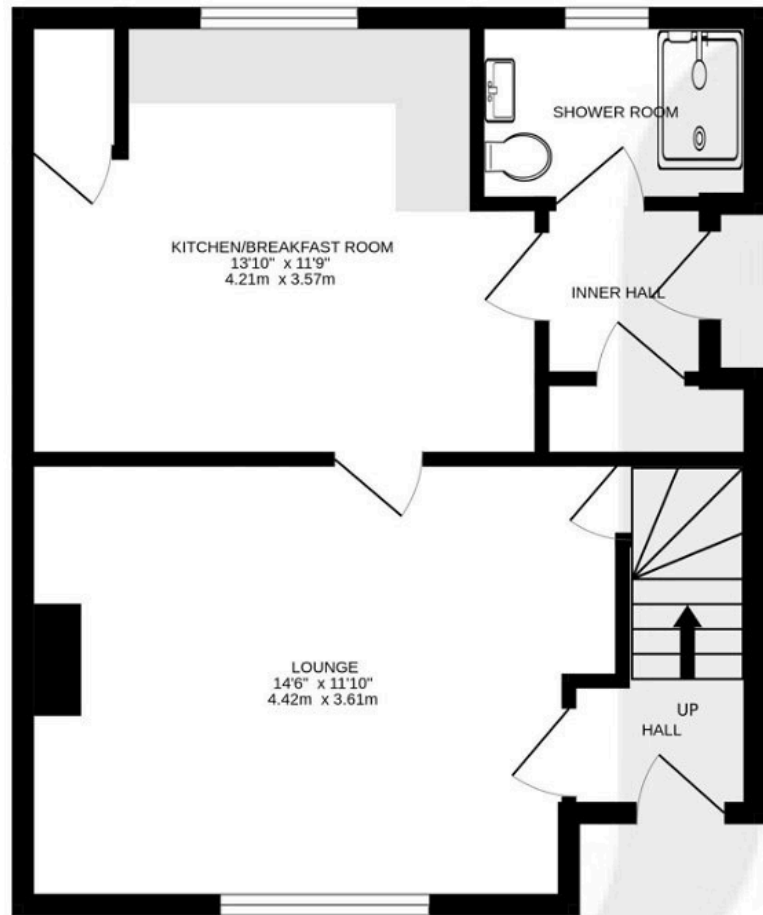 SHOWER ROOM
KITCHEN/BREAKFAST ROOM
13'10" x 11'9"
4.21m x 3.57m
INNER HALL
LOUNGE
14'6" x 11'10"
4.42m x 3.61m
UP
HALL